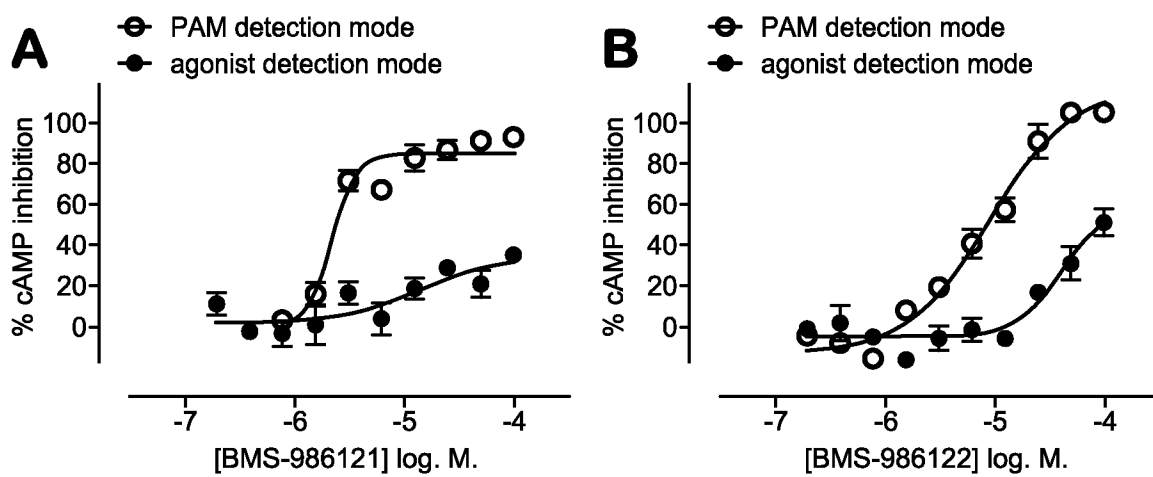 A
PAM detection mode
agonist detection mode
% cAMP inhibition
100
80
60
40
20
0
-7
-6
-5
-4
[BMS-986121] log. M.
B
PAM detection mode
agonist detection mode
% cAMP inhibition
100
80
60
40
20
0
-7
-6
-5
-4
[BMS-986122] log. M.